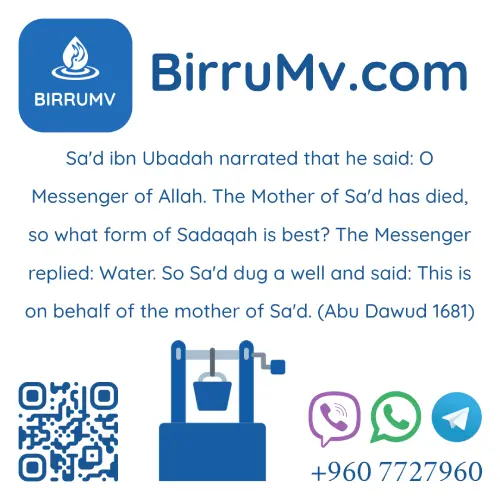 BIRRUMV
BirruMv.com
Sa'd ibn Ubadah narrated that he said: O
Messenger of Allah. The Mother of Sa'd has died,
so what form of Sadaqah is best? The Messenger
replied: Water. So Sa'd dug a well and said: This is
on behalf of the mother of Sa'd. (Abu Dawud 1681)
+960 7727960